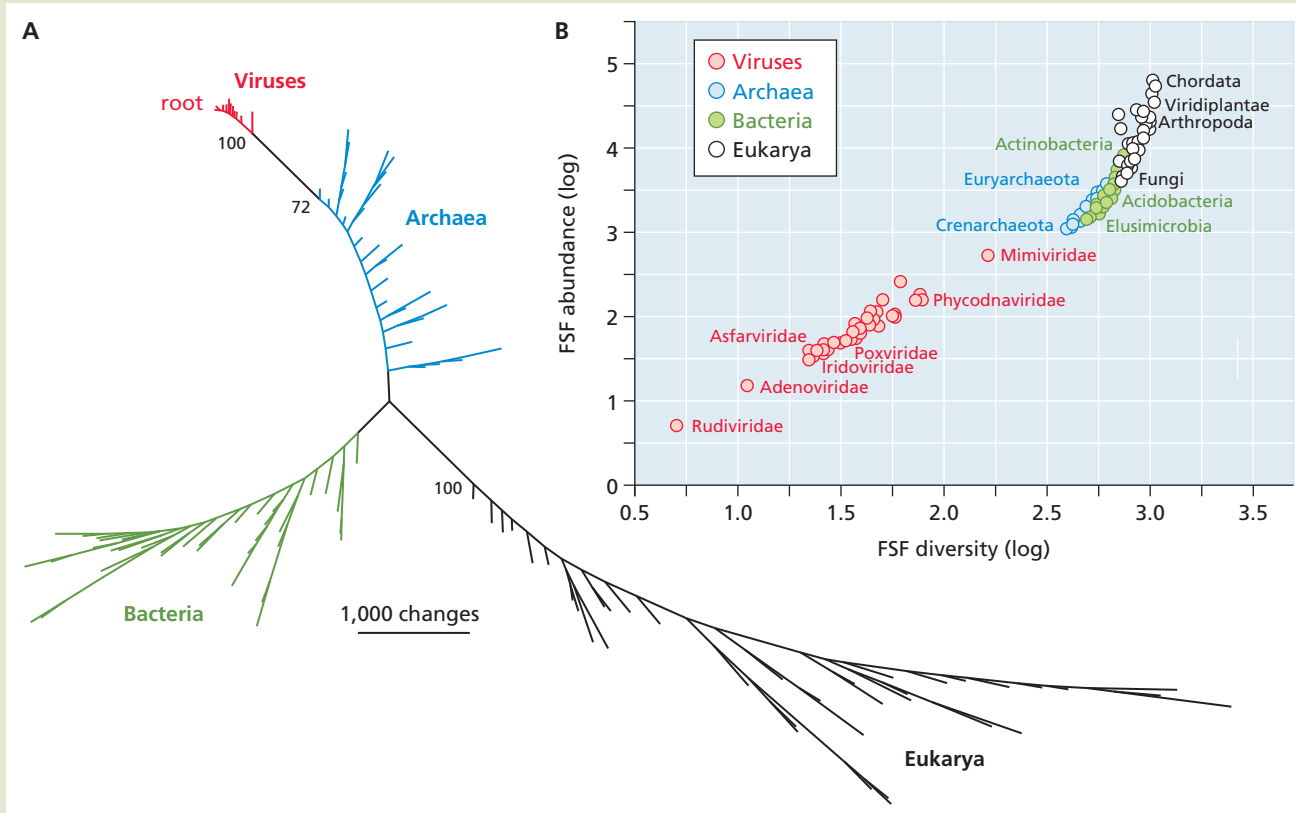 A
Viruses
root
100
72
Archaea
100
Bacteria
1,000 changes
Eukarya
B
Viruses
Archaea
Bacteria
Eukarya
FSF abundance (log)
5
4
3
2
1
0
Chordata
Viridiplantae
Arthropoda
Actinobacteria
Euryarchaeota
Fungi
Acidobacteria
Crenarchaeota
Elusimicrobia
Mimiviridae
Phycodnaviridae
Asfarviridae
Poxviridae
Iridoviridae
Adenoviridae
Rudiviridae
0.5 1.0 1.5 2.0 2.5 3.0 3.5
FSF diversity (log)